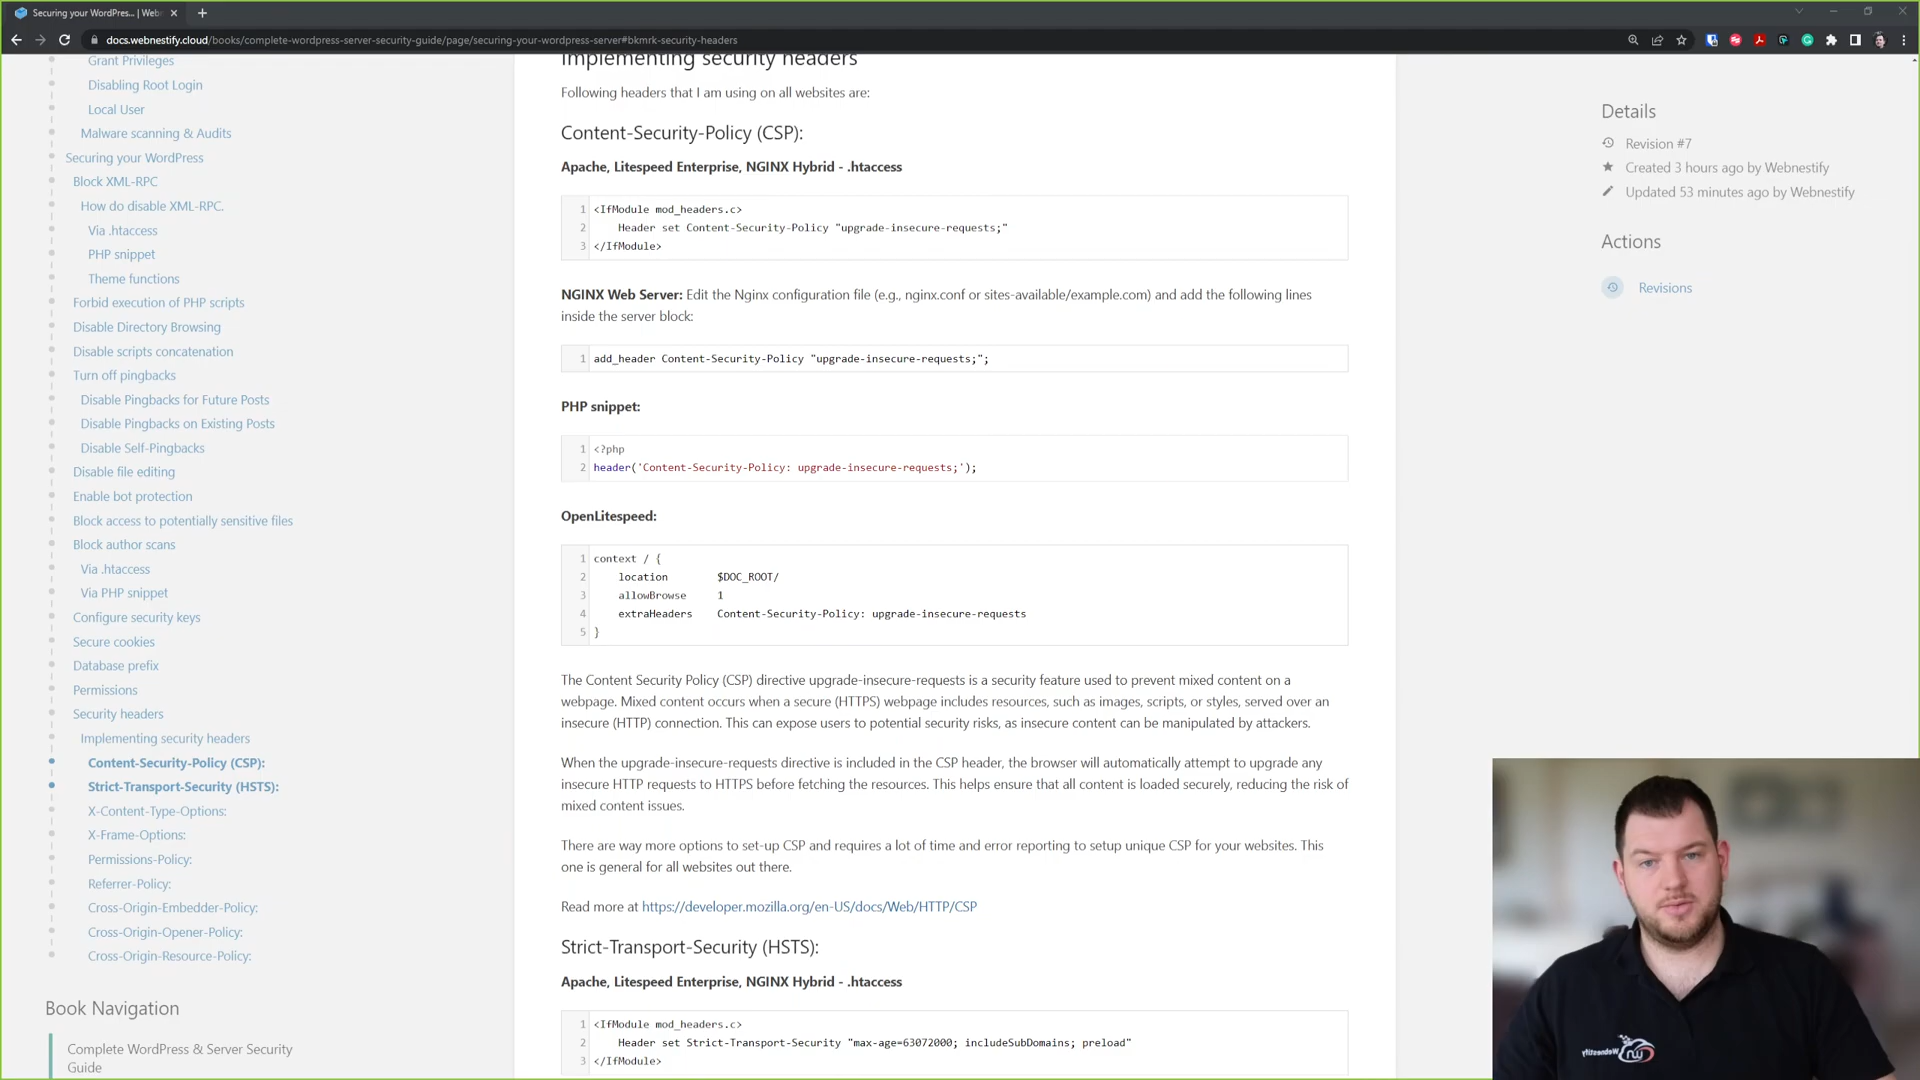 Securing your WordPres... | Webn
docs.webnestify.cloud/books/complete-wordpress-server-security-guide/page/securing-your-wordpress-server#bkmrk-security-headers
Grant Privileges
Disabling Root Login
Local User
Malware scanning & Audits
Securing your WordPress
Block XML-RPC
How do disable XML-RPC.
Via .htaccess
PHP snippet
Theme functions
Forbid execution of PHP scripts
Disable Directory Browsing
Disable scripts concatenation
Turn off pingbacks
Disable Pingbacks for Future Posts
Disable Pingbacks on Existing Posts
Disable Self-Pingbacks
Disable file editing
Enable bot protection
Block access to potentially sensitive files
Block author scans
Via .htaccess
Via PHP snippet
Configure security keys
Secure cookies
Database prefix
Permissions
Security headers
Implementing security headers
Content-Security-Policy (CSP):
Strict-Transport-Security (HSTS):
X-Content-Type-Options:
X-Frame-Options:
Permissions-Policy:
Referrer-Policy:
Cross-Origin-Embedder-Policy:
Cross-Origin-Opener-Policy:
Cross-Origin-Resource-Policy:
Book Navigation
Complete WordPress & Server Security
Guide
Implementing security headers
Following headers that I am using on all websites are:
Content-Security-Policy (CSP):
Apache, Litespeed Enterprise, NGINX Hybrid - .htaccess
1 <IfModule mod_headers.c>
2 Header set Content-Security-Policy "upgrade-insecure-requests;"
3 </IfModule>
NGINX Web Server: Edit the Nginx configuration file (e.g., nginx.conf or sites-available/example.com) and add the following lines
inside the server block:
1 add_header Content-Security-Policy "upgrade-insecure-requests;";
PHP snippet:
1 <?php
2 header('Content-Security-Policy: upgrade-insecure-requests;');
OpenLitespeed:
1 context / {
2 location $DOC_ROOT/
3 allowBrowse 1
4 extraHeaders Content-Security-Policy: upgrade-insecure-requests
5 }
The Content Security Policy (CSP) directive upgrade-insecure-requests is a security feature used to prevent mixed content on a
webpage. Mixed content occurs when a secure (HTTPS) webpage includes resources, such as images, scripts, or styles, served over an
insecure (HTTP) connection. This can expose users to potential security risks, as insecure content can be manipulated by attackers.
When the upgrade-insecure-requests directive is included in the CSP header, the browser will automatically attempt to upgrade any
insecure HTTP requests to HTTPS before fetching the resources. This helps ensure that all content is loaded securely, reducing the risk of
mixed content issues.
There are way more options to set-up CSP and requires a lot of time and error reporting to setup unique CSP for your websites. This
one is general for all websites out there.
Read more at https://developer.mozilla.org/en-US/docs/Web/HTTP/CSP
Strict-Transport-Security (HSTS):
Apache, Litespeed Enterprise, NGINX Hybrid - .htaccess
1 <IfModule mod_headers.c>
2 Header set Strict-Transport-Security "max-age=63072000; includeSubDomains; preload"
3 </IfModule>
Details
Revision #7
Created 3 hours ago by Webnestify
Updated 53 minutes ago by Webnestify
Actions
Revisions
Webnestify